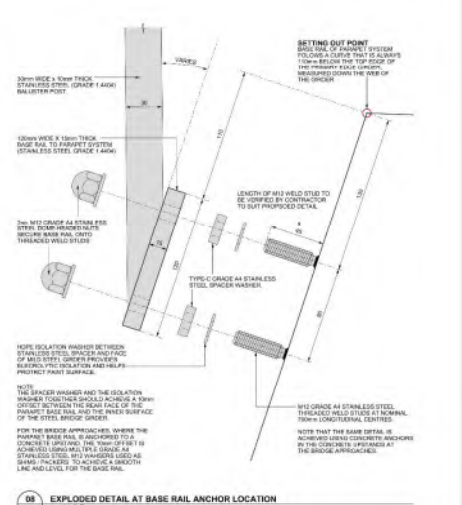 SETTING OUT POINT
BASE RAIL OF PARAPET SYSTEM
FOLOWS A CURVE THAT IS ALWAYS
110mm BELOW THE TOP EDGE OF
THE PRIMARY EDGE GIRDER,
MEASURED DOWN THE WEB OF
THE GIRDER
VARIES
30mm WIDE x 10mm THICK
STAINLESS STEEL (GRADE 1.4404)
BALUSTER POST.
120mm WIDE X 15mm THICK
BASE RAIL TO PARAPET SYSTEM
(STAINLESS STEEL GRADE 1.4404)
110
LENGTH OF M12 WELD STUD TO
BE VERIFIED BY CONTRACTOR
TO SUIT PROPSOED DETAIL
2no. M12 GRADE A4 STAINLESS
STEEL DOME HEADED NUTS
SECURE BASE RAIL ONTO
THREADED WELD STUDS
15
120
TYPE-C GRADE A4 STAINLESS
STEEL SPACER WASHER.
HDPE ISOLATION WASHER BETWEEN
STAINLESS STEEL SPACER AND FACE
OF MILD STEEL GIRDER PROVIDES
ELECROLYTIC ISOLATION AND HELPS
PROTECT PAINT SURFACE.
NOTE
THE SPACER WASHER AND THE ISOLATION
WASHER TOGETHER SHOULD ACHIEVE A 10mm
OFFSET BETWEEN THE REAR FACE OF THE
PARAPET BASE RAIL AND THE INNER SURFACE
OF THE STEEL BRIDGE GIRDER.
FOR THE BRIDGE APPROACHES, WHERE THE
PARAPET BASE RAIL IS ANCHORED TO A
CONCRETE UPSTAND, THE 10mm OFFSET IS
ACHIEVED USING MULTIPLE GRADE A4
STAINLESS STEEL M12 WAHSERS USED AS
SHIMS / PACKERS TO ACHIEVE A SMOOTH
LINE AND LEVEL FOR THE BASE RAIL.
M12 GRADE A4 STAINLESS STEEL
THREADED WELD STUDS AT NOMINAL
700mm LONGITUDINAL CENTRES.
NOTE THAT THE SAME DETAIL IS
ACHIEVED USING CONCRETE ANCHORS
IN THE CONCRETE UPSTANDS AT
THE BRIDGE APPROACHES.
08 EXPLODED DETAIL AT BASE RAIL ANCHOR LOCATION